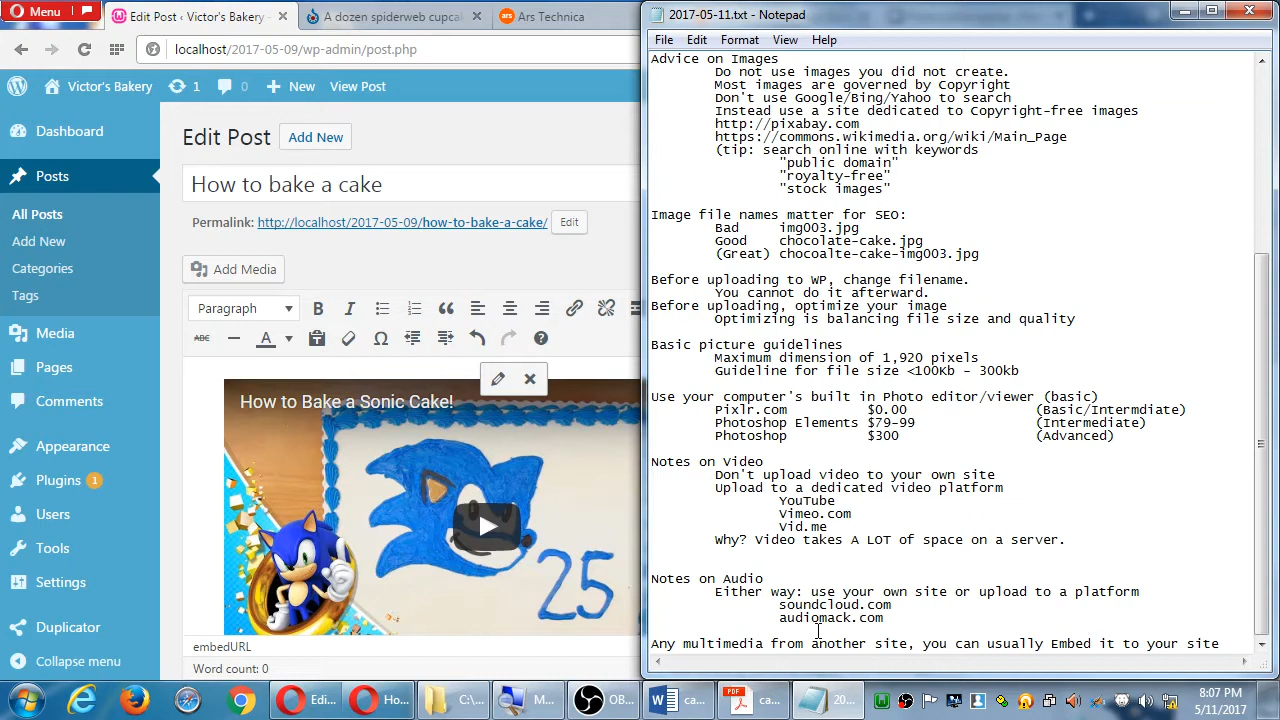 Menu
Edit Post ‹ Victor's Bakery -
A dozen spiderweb cupca
ars
Ars Technica
localhost/2017-05-09/wp-admin/post.php
Victor's Bakery
1
0
New
View Post
Dashboard
Posts
All Posts
Add New
Categories
Tags
Media
Pages
Comments
Appearance
Plugins 1
Users
Tools
Settings
Duplicator
Collapse menu
Edit Post
Add New
How to bake a cake
Permalink: http://localhost/2017-05-09/how-to-bake-a-cake/
Edit
Add Media
Paragraph
B
I
ABC
A
How to Bake a Sonic Cake!
25
embedURL
Word count: 0
2017-05-11.txt - Notepad
File Edit Format View Help
Advice on Images
Do not use images you did not create.
Most images are governed by Copyright
Don't use Google/Bing/Yahoo to search
Instead use a site dedicated to Copyright-free images
http://pixabay.com
https://commons.wikimedia.org/wiki/Main_Page
(tip: search online with keywords
"public domain"
"royalty-free"
"stock images"
Image file names matter for SEO:
Bad img003.jpg
Good chocolate-cake.jpg
(Great) chocoalte-cake-img003.jpg
Before uploading to WP, change filename.
You cannot do it afterward.
Before uploading, optimize your image
Optimizing is balancing file size and quality
Basic picture guidelines
Maximum dimension of 1,920 pixels
Guideline for file size <100Kb - 300kb
Use your computer's built in Photo editor/viewer (basic)
Pixlr.com $0.00 (Basic/Intermdiate)
Photoshop Elements $79-99 (Intermediate)
Photoshop $300 (Advanced)
Notes on Video
Don't upload video to your own site
Upload to a dedicated video platform
YouTube
Vimeo.com
Vid.me
Why? Video takes A LOT of space on a server.
Notes on Audio
Either way: use your own site or upload to a platform
soundcloud.com
audiomack.com
Any multimedia from another site, you can usually Embed it to your site
Edi...
Ho...
C:\...
M...
OB...
ca...
PDF
ca...
20...
8:07 PM
5/11/2017